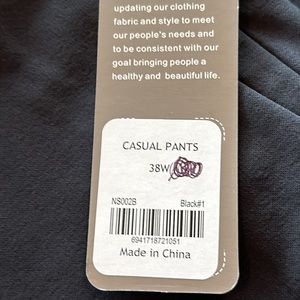 updating our clothing
fabric and style to meet
our people's needs and
to be consistent with our
goal bringing people a
healthy and beautiful life.
CASUAL PANTS
38W
NS002B Black#1
6941718721051
Made in China